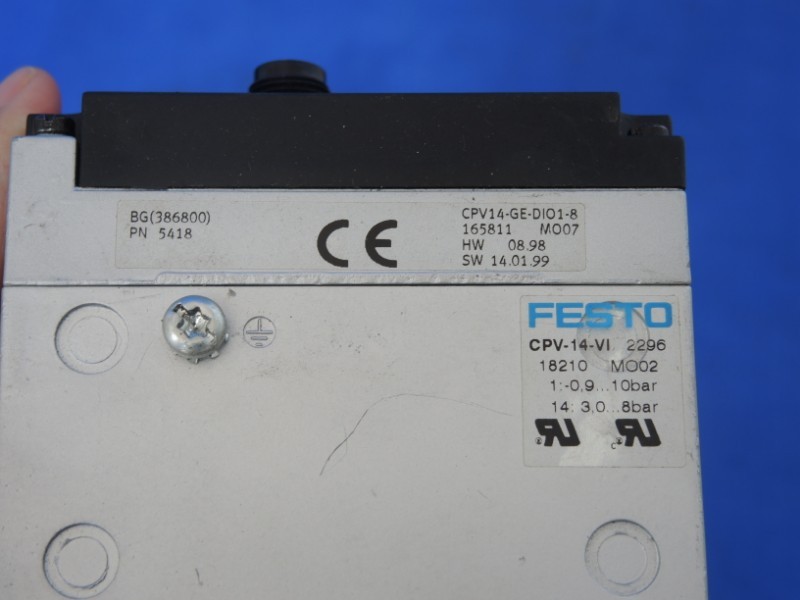 BG(386800)
PN 5418
CE
CPV14-GE-DIO1-8
165811 MO07
HW 08.98
SW 14.01.99
FESTO
CPV-14-VI 2296
18210 MO02
1:-0,9...10bar
14: 3,0...8bar